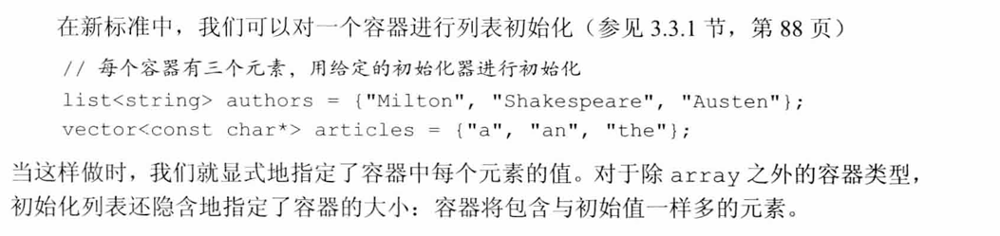 在新标准中，我们可以对一个容器进行列表初始化（参见 3.3.1 节，第 88 页）
// 每个容器有三个元素，用给定的初始化器进行初始化
list<string> authors = {"Milton", "Shakespeare", "Austen"};
vector<const char*> articles = {"a", "an", "the"};
当这样做时，我们就显式地指定了容器中每个元素的值。对于除 array 之外的容器类型，
初始化列表还隐含地指定了容器的大小：容器将包含与初始值一样多的元素。